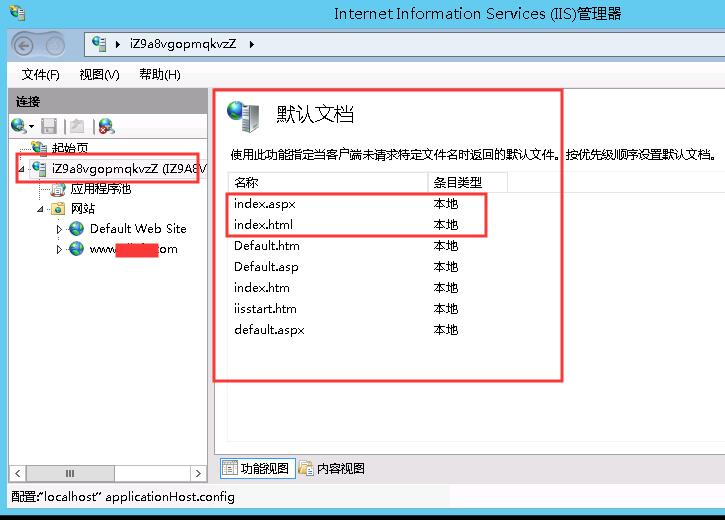 Internet Information Services (IIS)管理器
iZ9a8vgopmqkvzZ
文件(F) 视图(V) 帮助(H)
连接
起始页
iZ9a8vgopmqkvzZ (IZ9A8V
应用程序池
网站
Default Web Site
www. om
默认文档
使用此功能指定当客户端未请求特定文件名时返回的默认文件。按优先级顺序设置默认文档。
名称 条目类型
index.aspx 本地
index.html 本地
Default.htm 本地
Default.asp 本地
index.htm 本地
iisstart.htm 本地
default.aspx 本地
功能视图 内容视图
配置:"localhost" applicationHost.config